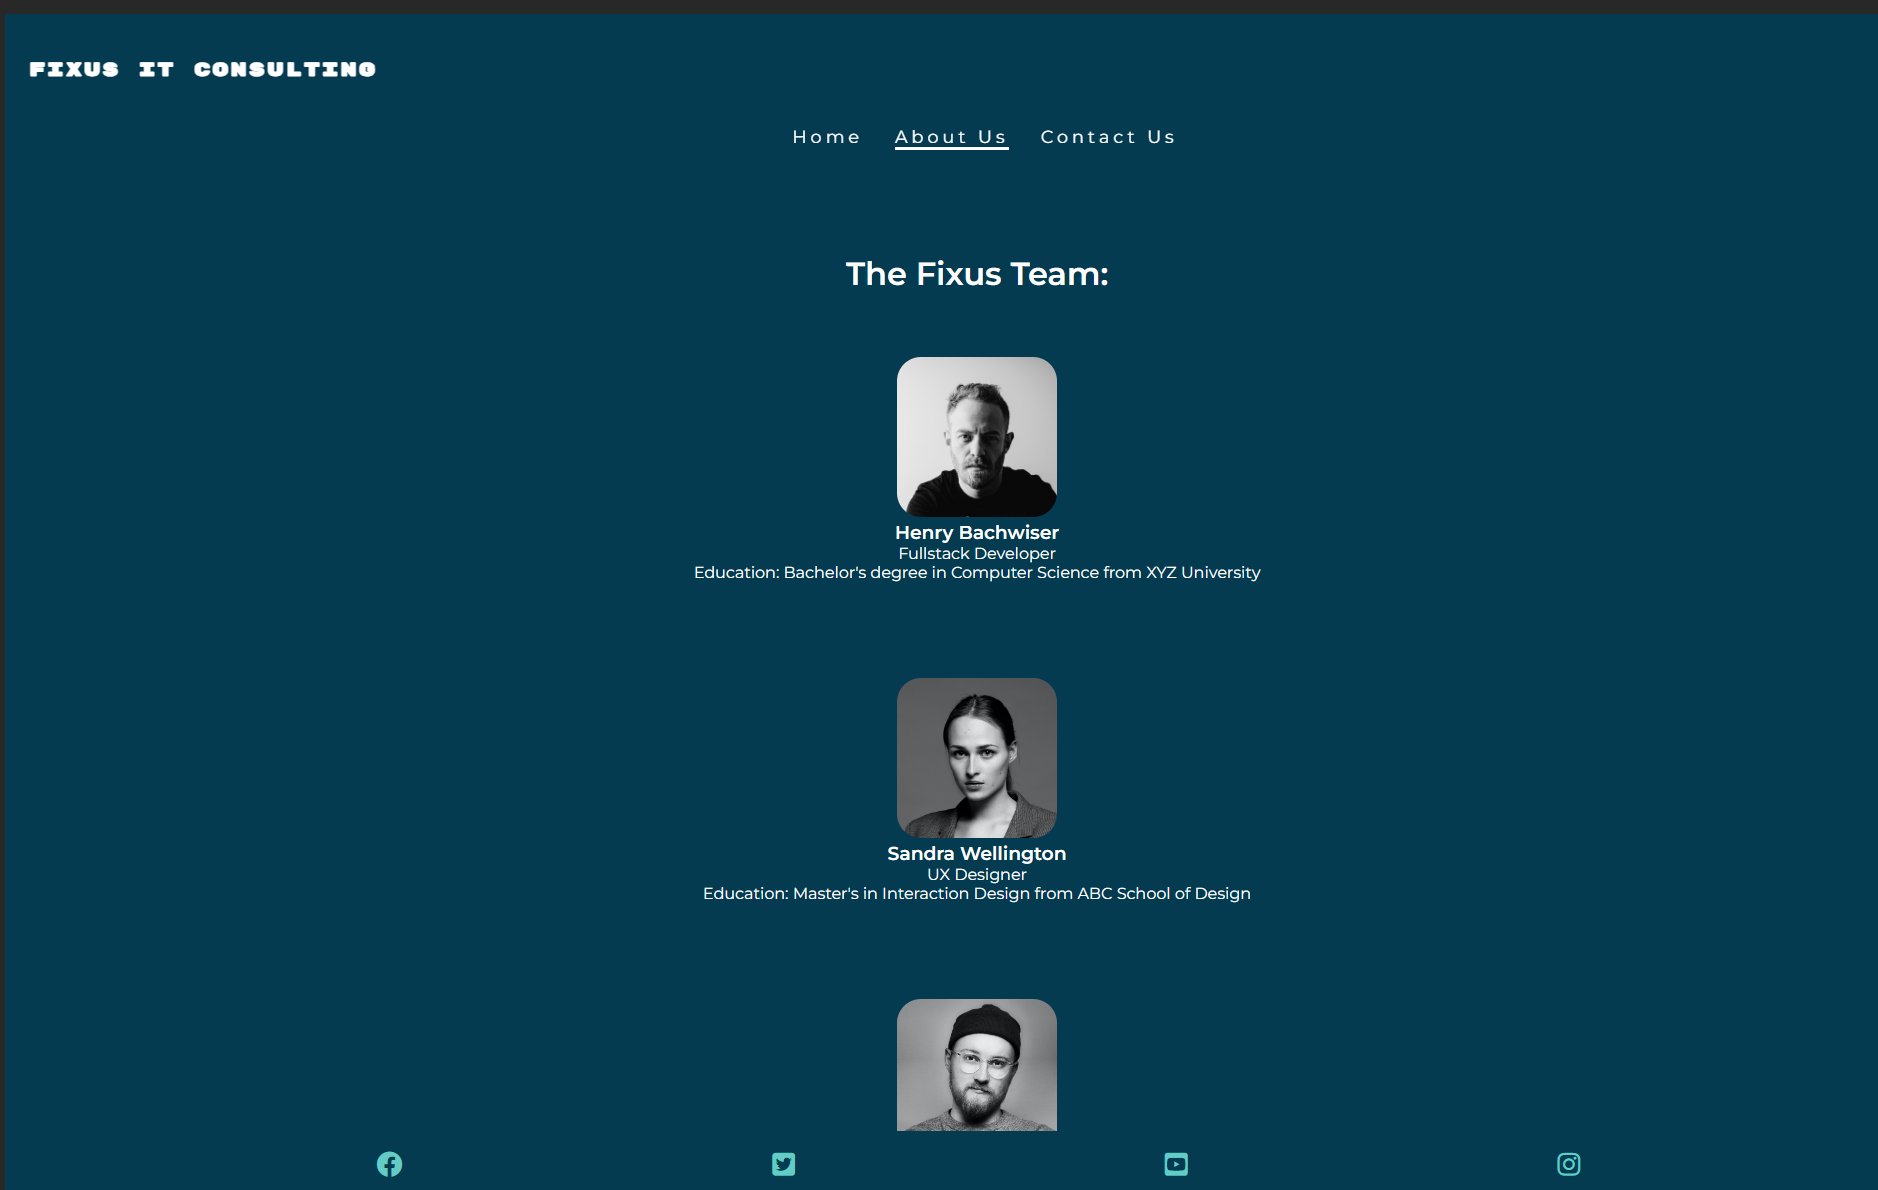 FIXUS IT CONSULTING
Home About Us Contact Us
The Fixus Team:
Henry Bachwiser
Fullstack Developer
Education: Bachelor's degree in Computer Science from XYZ University
Sandra Wellington
UX Designer
Education: Master's in Interaction Design from ABC School of Design